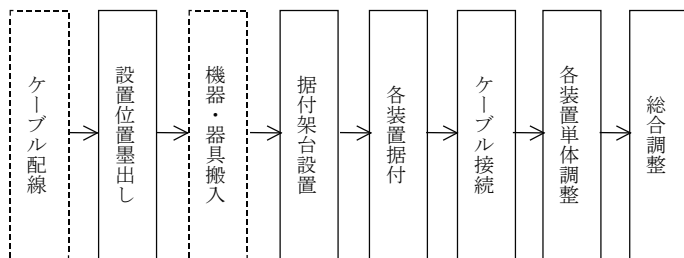 ケーブル配線
設置位置墨出し
機器・器具搬入
据付架台設置
各装置据付
ケーブル接続
各装置単体調整
総合調整